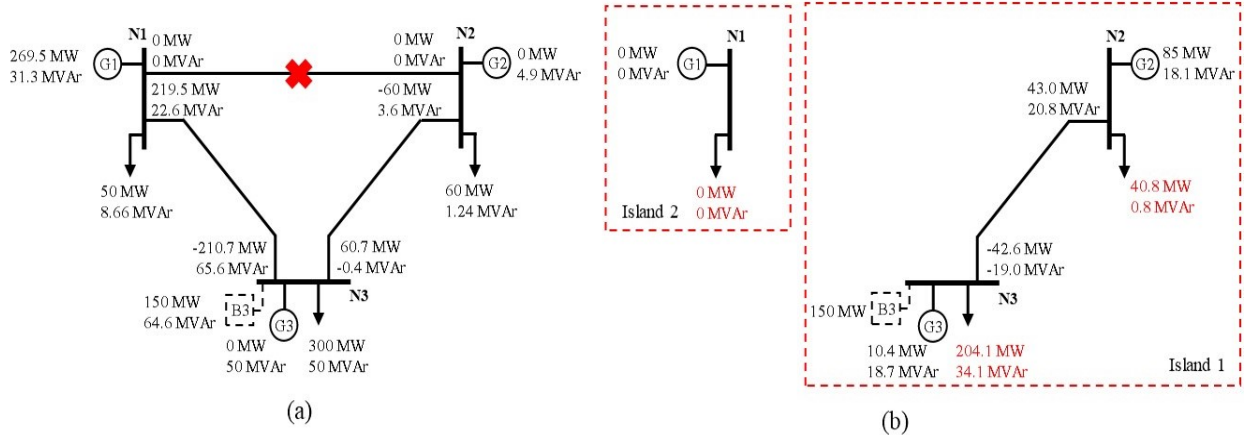 N1
0 MW
0 MVAr
269.5 MW
31.3 MVAr
G1
219.5 MW
22.6 MVAr
50 MW
8.66 MVAr
0 MW
0 MVAr
N2
G2
0 MW
4.9 MVAr
-60 MW
3.6 MVAr
60 MW
1.24 MVAr
-210.7 MW
65.6 MVAr
60.7 MW
-0.4 MVAr
N3
150 MW
64.6 MVAr
B3
G3
0 MW
50 MVAr
300 MW
50 MVAr
(a)
0 MW
0 MVAr
G1
N1
0 MW
0 MVAr
Island 2
N2
G2
85 MW
18.1 MVAr
43.0 MW
20.8 MVAr
40.8 MW
0.8 MVAr
-42.6 MW
-19.0 MVAr
N3
150 MW
B3
G3
10.4 MW
18.7 MVAr
204.1 MW
34.1 MVAr
Island 1
(b)